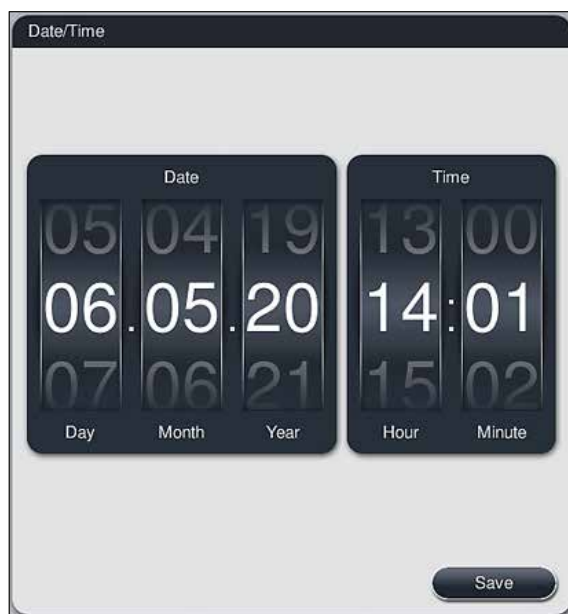 Date/Time
Date
05 04 19
06.05.20
07 06 21
Day Month Year
Time
13 00
14:01
15 02
Hour Minute
Save